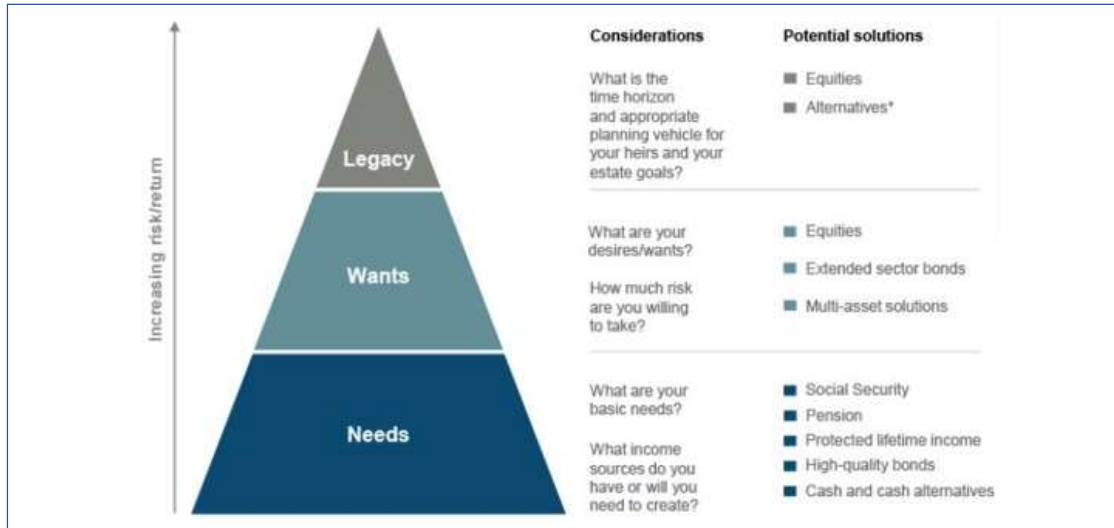 Increasing risk/return
Legacy
Wants
Needs
Considerations
What is the
time horizon
and appropriate
planning vehicle for
your heirs and your
estate goals?
What are your
desires/wants?
How much risk
are you willing
to take?
What are your
basic needs?
What income
sources do you
have or will you
need to create?
Potential solutions
Equities
Alternatives*
Equities
Extended sector bonds
Multi-asset solutions
Social Security
Pension
Protected lifetime income
High-quality bonds
Cash and cash alternatives